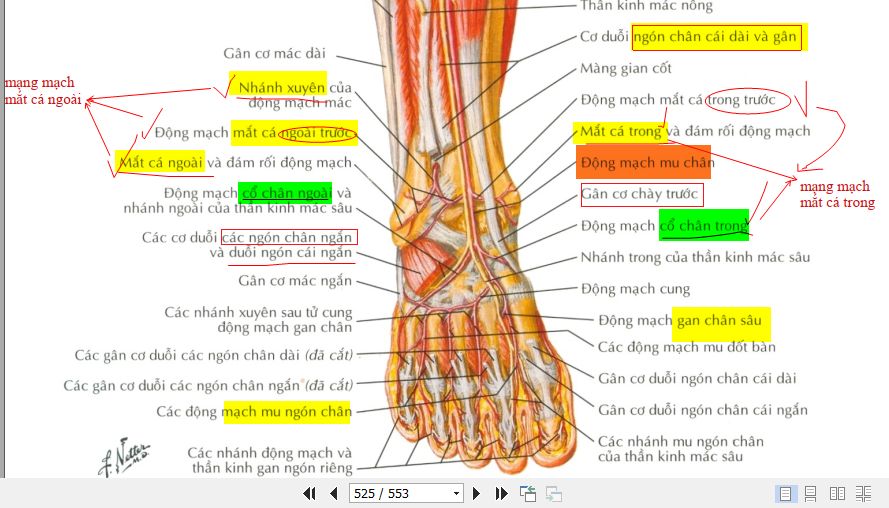 Thần kinh mác nông
Cơ duỗi ngón chân cái dài và gân
Gân cơ mác dài
Màng gian cốt
mạng mạch
mắt cá ngoài
Nhánh xuyên của
động mạch mác
Động mạch mắt cá trong trước
Động mạch mắt cá ngoài trước
Mắt cá trong và đám rối động mạch
Mắt cá ngoài và đám rối động mạch
Động mạch mu chân
mạng mạch
mắt cá trong
Động mạch cổ chân ngoài và
nhánh ngoài của thần kinh mác sâu
Gân cơ chày trước
Động mạch cổ chân trong
Các cơ duỗi các ngón chân ngắn
và duỗi ngón cái ngắn
Nhánh trong của thần kinh mác sâu
Gân cơ mác ngắn
Động mạch cung
Các nhánh xuyên sau tử cung
động mạch gan chân
Động mạch gan chân sâu
Các động mạch mu đốt bàn
Các gân cơ duỗi các ngón chân dài (đã cắt)
Gân cơ duỗi ngón chân cái dài
Các gân cơ duỗi các ngón chân ngắn (đã cắt)
Gân cơ duỗi ngón chân cái ngắn
Các động mạch mu ngón chân
Các nhánh mu ngón chân
của thần kinh mác sâu
Các nhánh động mạch và
thần kinh gan ngón riêng
F. Netter
M.D.
525 / 553